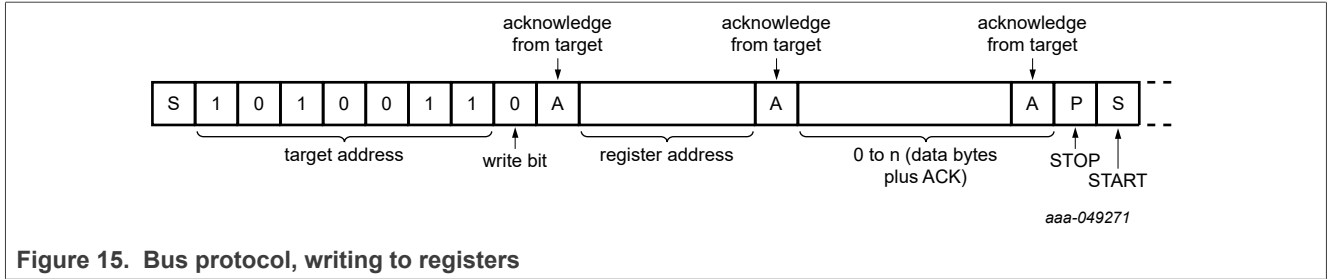 acknowledge
from target
acknowledge
from target
acknowledge
from target
S 1 0 1 0 0 1 1 0 A A A P S
target address
write bit
register address
0 to n (data bytes
plus ACK)
STOP
START
aaa-049271
Figure 15. Bus protocol, writing to registers